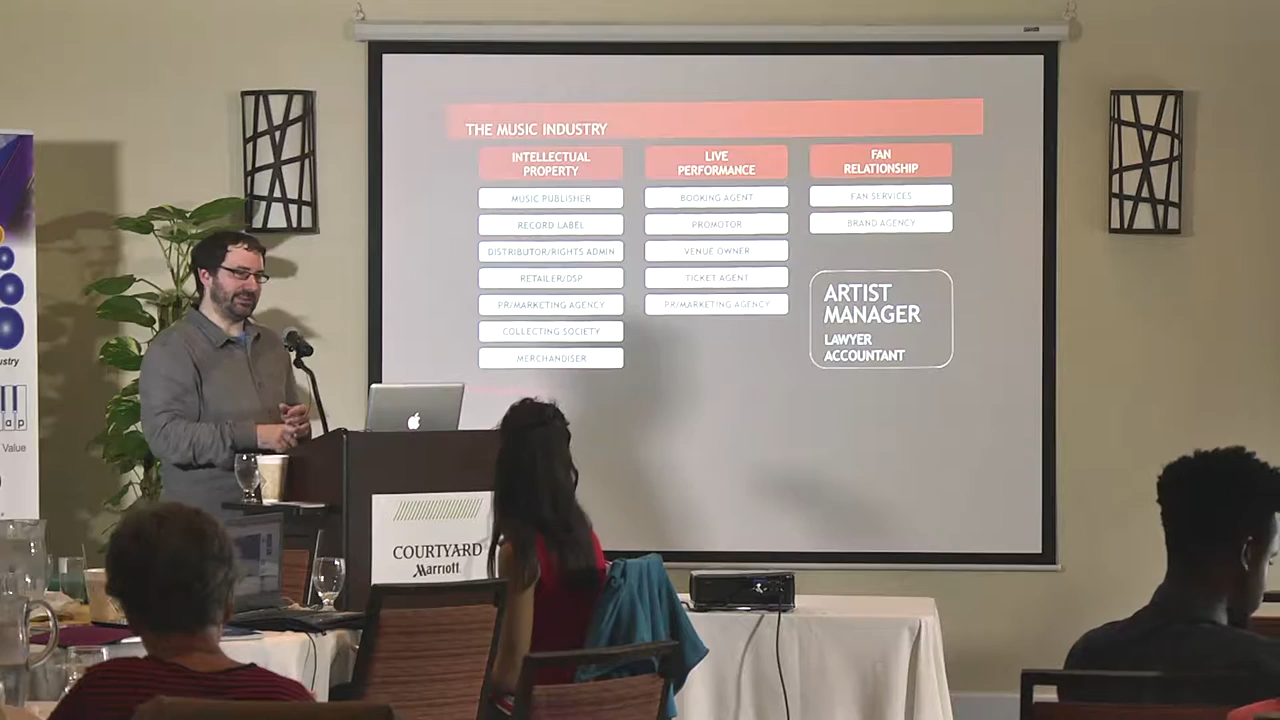 THE MUSIC INDUSTRY
INTELLECTUAL
PROPERTY
MUSIC PUBLISHER
RECORD LABEL
DISTRIBUTOR/RIGHTS ADMIN
RETAILER/DSP
PR/MARKETING AGENCY
COLLECTING SOCIETY
MERCHANDISER
LIVE
PERFORMANCE
BOOKING AGENT
PROMOTOR
VENUE OWNER
TICKET AGENT
PR/MARKETING AGENCY
FAN
RELATIONSHIP
FAN SERVICES
BRAND AGENCY
ARTIST
MANAGER
LAWYER
ACCOUNTANT
COURTYARD
Marriott
ustry
a p
Value